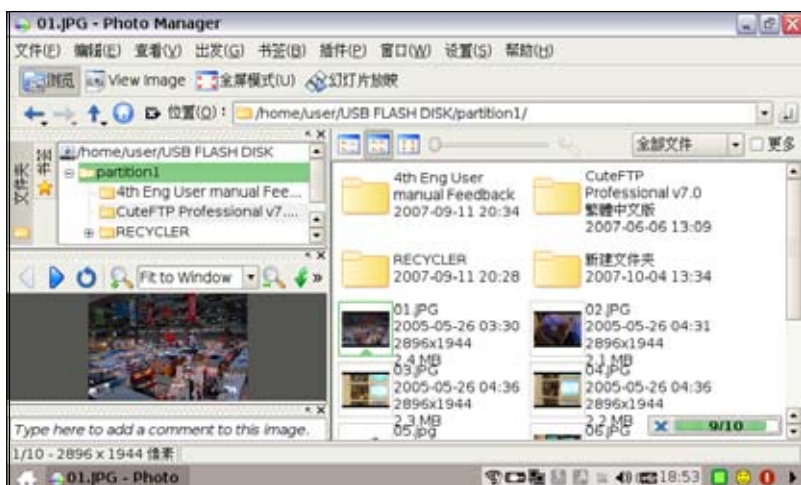 01.JPG - Photo Manager
文件(F) 编辑(E) 查看(V) 出发(G) 书签(B) 插件(P) 窗口(W) 设置(S) 帮助(H)
浏览 View Image 全屏模式(U) 幻灯片放映
位置(O): /home/user/USB FLASH DISK/partition1/
文件夹
书签
/home/user/USB FLASH DISK
partition1
4th Eng User manual Fee...
CuteFTP Professional v7....
RECYCLER
Fit to Window
Type here to add a comment to this image.
全部文件 更多
4th Eng User
manual Feedback
2007-09-11 20:34
CuteFTP
Professional v7.0
繁體中文版
2007-06-06 13:09
RECYCLER
2007-09-11 20:28
新建文件夹
2007-10-04 13:34
01.JPG
2005-05-26 03:30
2896x1944
2.4 MB
02.JPG
2005-05-26 04:31
2896x1944
2.1 MB
03.JPG
2005-05-26 04:36
2896x1944
2.3 MB
04.JPG
2005-05-26 04:36
2896x1944
2.2 MB
05.jpg
06.JPG
9/10
1/10 - 2896 x 1944 像素
01.JPG - Photo
18:53